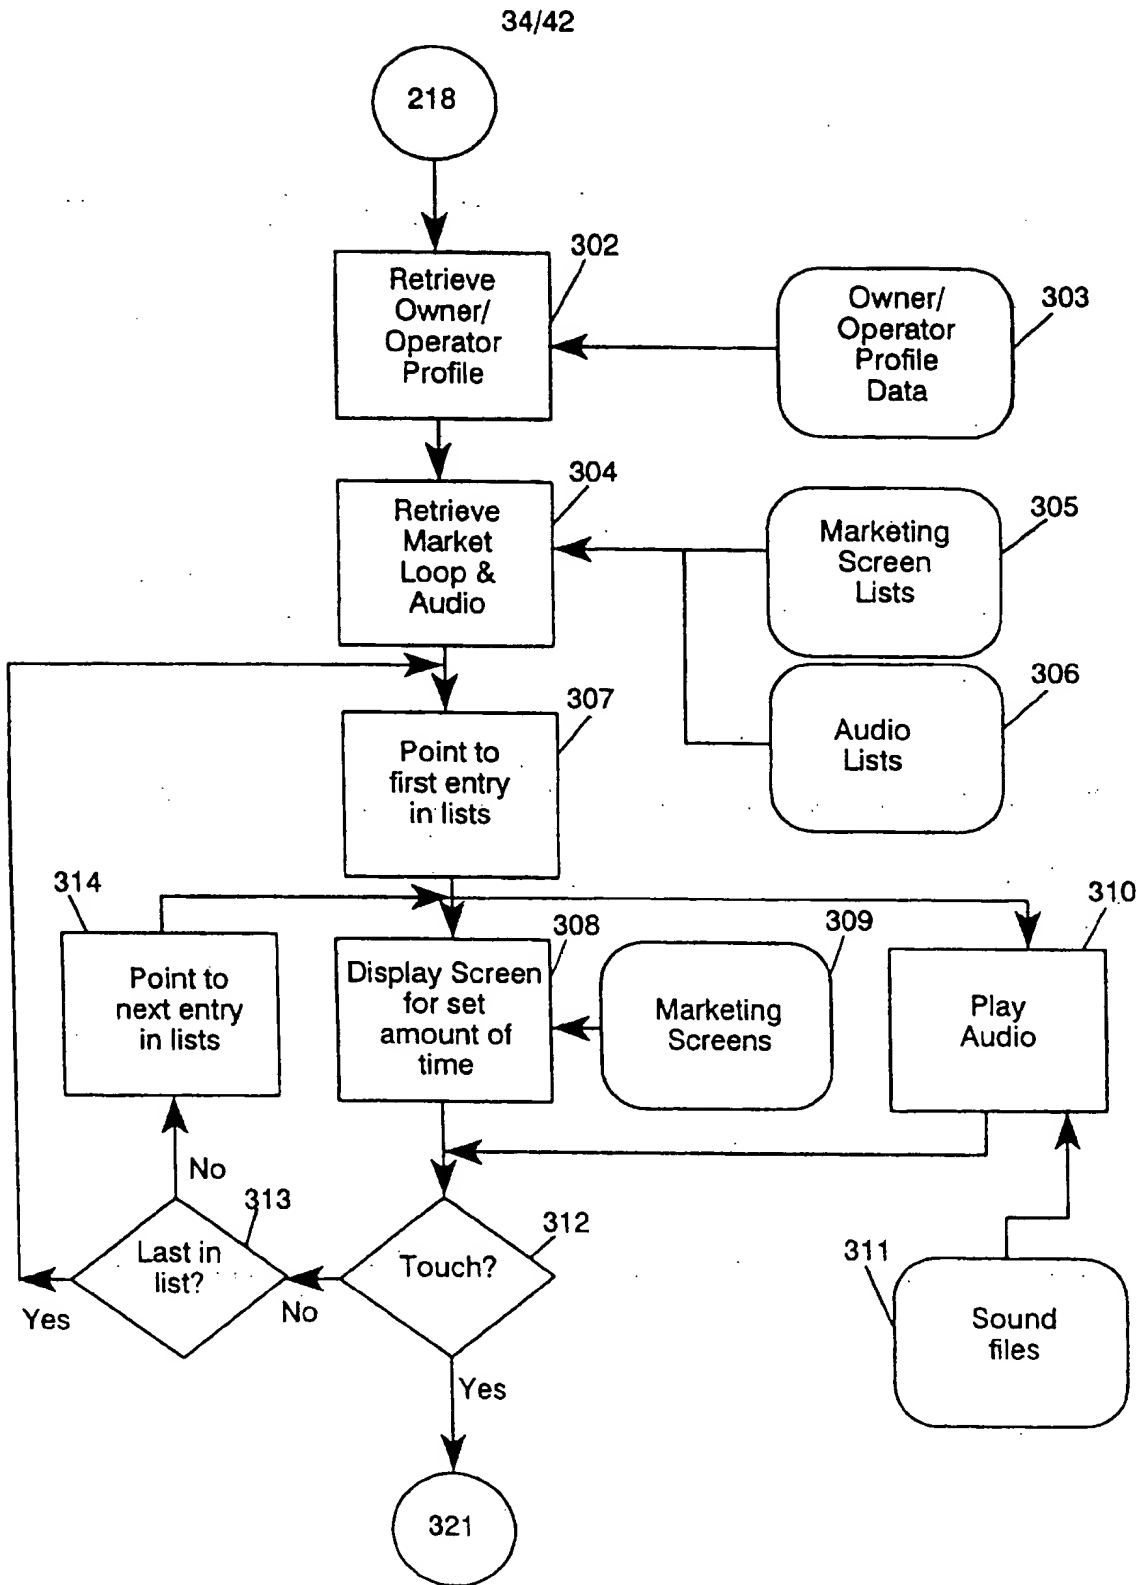 34/42
218
302
Retrieve
Owner/
Operator
Profile
Owner/
Operator
Profile
Data
303
304
Retrieve
Market
Loop &
Audio
Marketing
Screen
Lists
305
306
Audio
Lists
307
Point to
first entry
in lists
314
Point to
next entry
in lists
308
Display Screen
for set
amount of
time
309
Marketing
Screens
310
Play
Audio
No
313
Last in
list?
Yes
No
312
Touch?
Yes
311
Sound
files
321